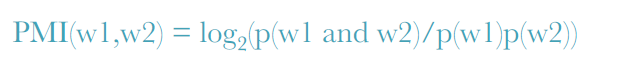 PMI(w1,w2) = log₂(p(w1 and w2)/p(w1)p(w2))